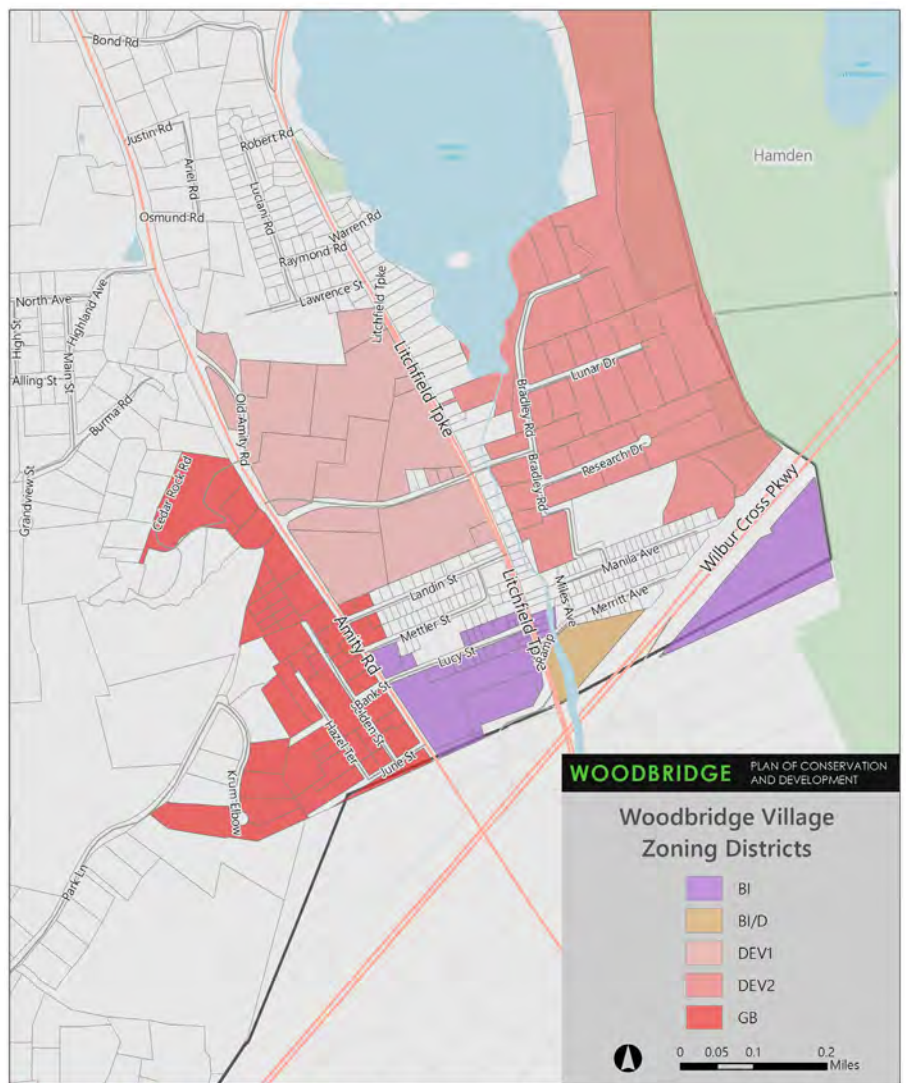 Bond Rd
Justin Rd
Ariel Rd
Robert Rd
Luciani Rd
Osmund Rd
Warren Rd
Raymond Rd
Lawrence St
Litchfield Tpke
Hamden
North Ave
Highland Ave
High St
Main St
Alling St
Burma Rd
Grandview St
Old Amity Rd
Litchfield Tpke
Bradley Rd
Lunar Dr
Bradley Rd
Research Dr
Cedar Rock Rd
Wilbur Cross Pkwy
Landin St
Manila Ave
Mettler St
Litchfield Tp
Miles Ave
Merritt Ave
Amity Rd
Lucy St
Ramp
Bank St
lden St
Hazel Ter
June St
Krum Elbow
Park Ln
WOODBRIDGE PLAN OF CONSERVATION
AND DEVELOPMENT
Woodbridge Village
Zoning Districts
BI
BI/D
DEV1
DEV2
GB
0 0.05 0.1 0.2
Miles